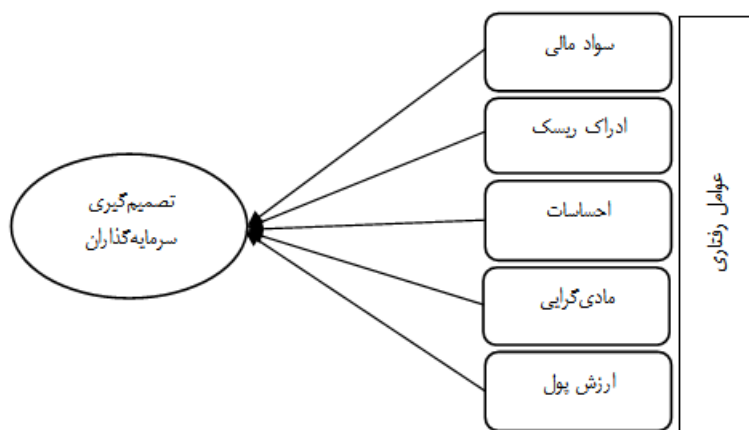 سواد مالی
ادراک ریسک
احساسات
مادی‌گرایی
ارزش پول
عوامل رفتاری
تصمیم‌گیری
سرمایه‌گذاران